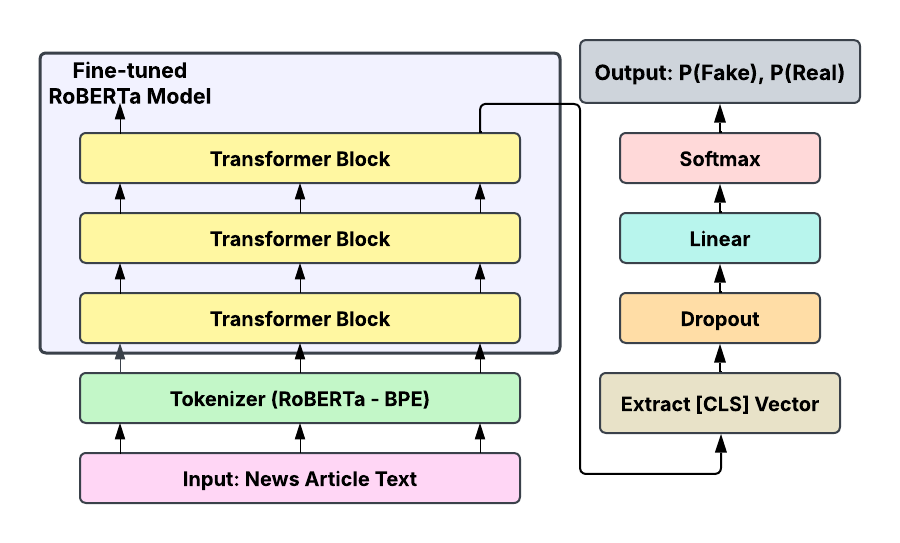 Fine-tuned
RoBERTa Model
Transformer Block
Transformer Block
Transformer Block
Tokenizer (RoBERTa - BPE)
Input: News Article Text
Output: P(Fake), P(Real)
Softmax
Linear
Dropout
Extract [CLS] Vector